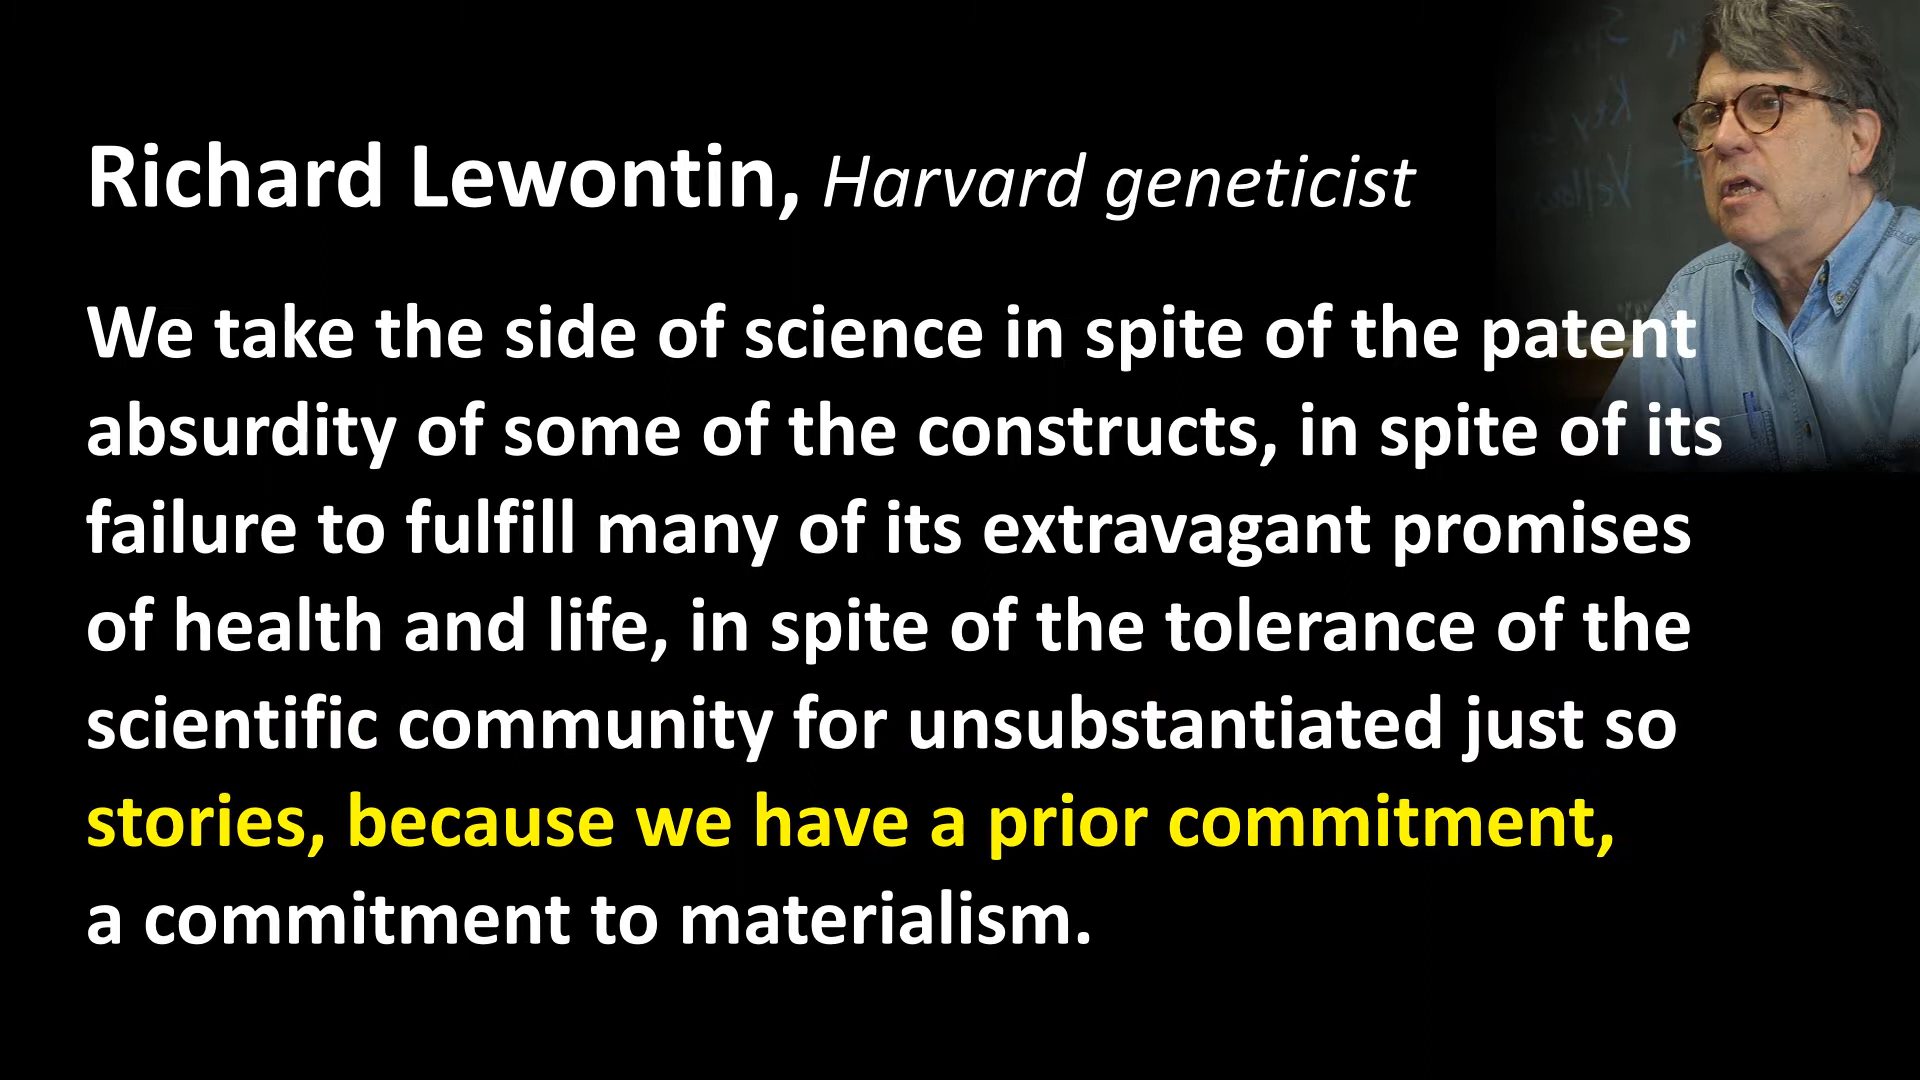 Richard Lewontin, Harvard geneticist
We take the side of science in spite of the patent
absurdity of some of the constructs, in spite of its
failure to fulfill many of its extravagant promises
of health and life, in spite of the tolerance of the
scientific community for unsubstantiated just so
stories, because we have a prior commitment,
a commitment to materialism.